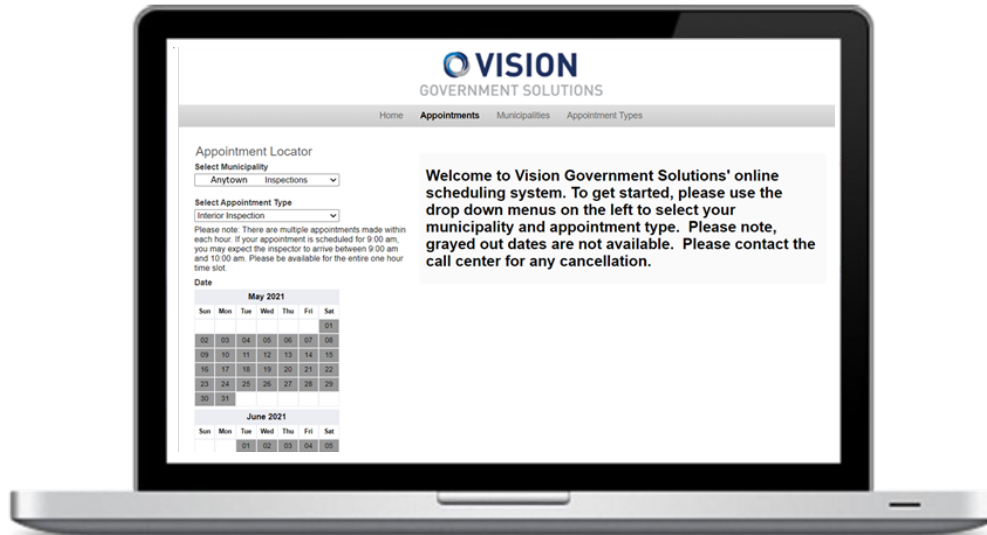 VISION
GOVERNMENT SOLUTIONS
Home Appointments Municipalities Appointment Types
Appointment Locator
Select Municipality
Anytown Inspections
Select Appointment Type
Interior Inspection
Please note: There are multiple appointments made within
each hour. If your appointment is scheduled for 9:00 am,
you may expect the inspector to arrive between 9:00 am
and 10:00 am. Please be available for the entire one hour
time slot.
Date
May 2021
Sun Mon Tue Wed Thu Fri Sat
01
02 03 04 05 06 07 08
09 10 11 12 13 14 15
16 17 18 19 20 21 22
23 24 25 26 27 28 29
30 31
June 2021
Sun Mon Tue Wed Thu Fri Sat
01 02 03 04 05
Welcome to Vision Government Solutions' online
scheduling system. To get started, please use the
drop down menus on the left to select your
municipality and appointment type. Please note,
grayed out dates are not available. Please contact the
call center for any cancellation.